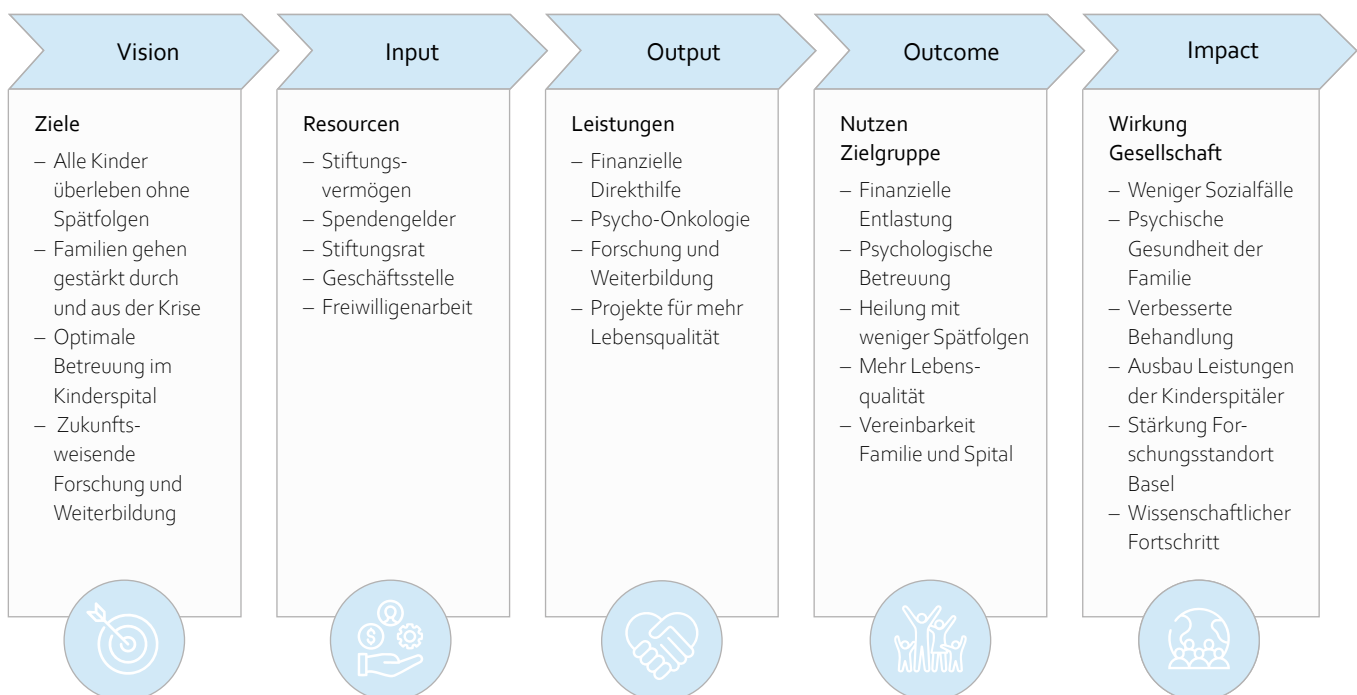 Vision
Input
Output
Outcome
Impact
Ziele
– Alle Kinder
überleben ohne
Spätfolgen
– Familien gehen
gestärkt durch
und aus der Krise
– Optimale
Betreuung im
Kinderspital
– Zukunfts-
weisende
Forschung und
Weiterbildung
Resourcen
– Stiftungs-
vermögen
– Spendengelder
– Stiftungsrat
– Geschäftsstelle
– Freiwilligenarbeit
Leistungen
– Finanzielle
Direkthilfe
– Psycho-Onkologie
– Forschung und
Weiterbildung
– Projekte für mehr
Lebensqualität
Nutzen
Zielgruppe
– Finanzielle
Entlastung
– Psychologische
Betreuung
– Heilung mit
weniger Spätfolgen
– Mehr Lebens-
qualität
– Vereinbarkeit
Familie und Spital
Wirkung
Gesellschaft
– Weniger Sozialfälle
– Psychische
Gesundheit der
Familie
– Verbesserte
Behandlung
– Ausbau Leistungen
der Kinderspitäler
– Stärkung For-
schungsstandort
Basel
– Wissenschaftlicher
Fortschritt
$